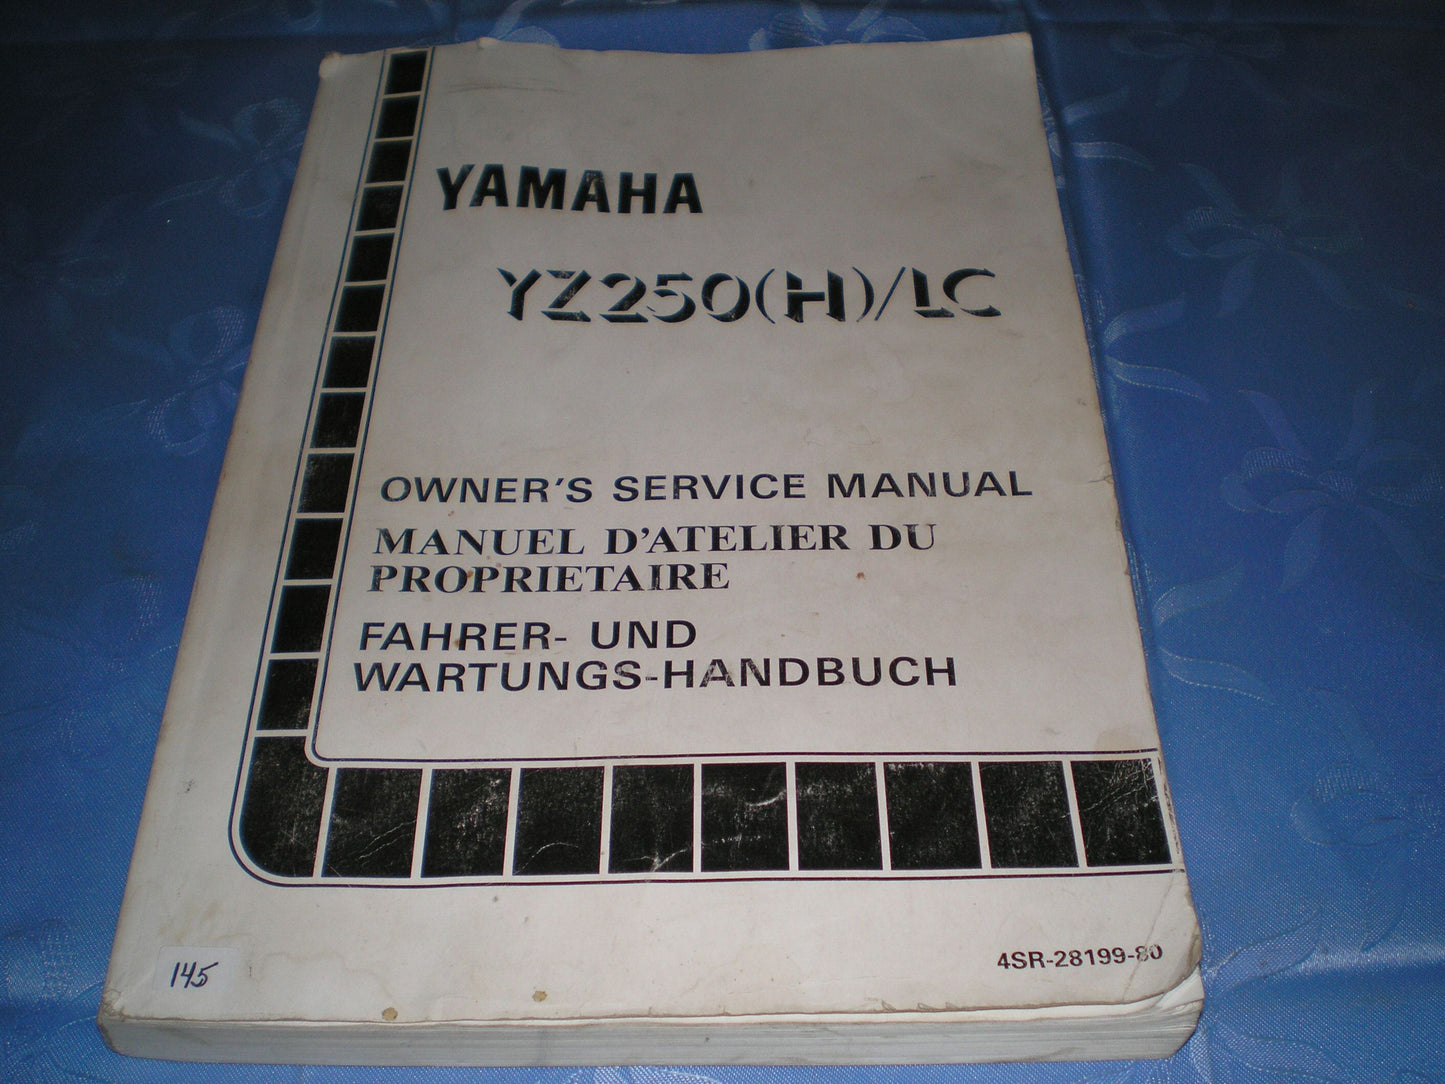 YAMAHA
YZ250(H)/LC
OWNER'S SERVICE MANUAL
MANUEL D'ATELIER DU
PROPRIETAIRE
FAHRER- UND
WARTUNGS-HANDBUCH
4SR-28199-80
145